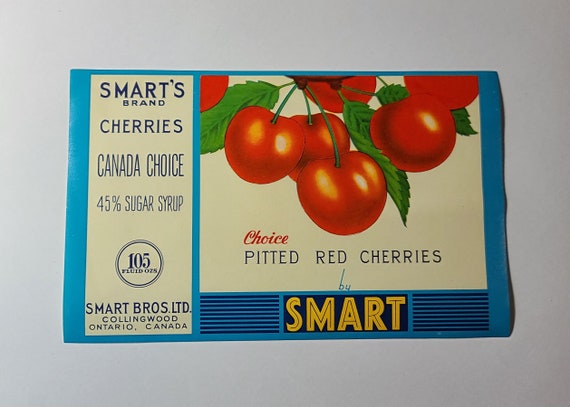 SMART'S
BRAND
CHERRIES
CANADA CHOICE
45% SUGAR SYRUP
105
FLUID OZS
SMART BROS. LTD.
COLLINGWOOD
ONTARIO, CANADA
Choice
PITTED RED CHERRIES
by
SMART